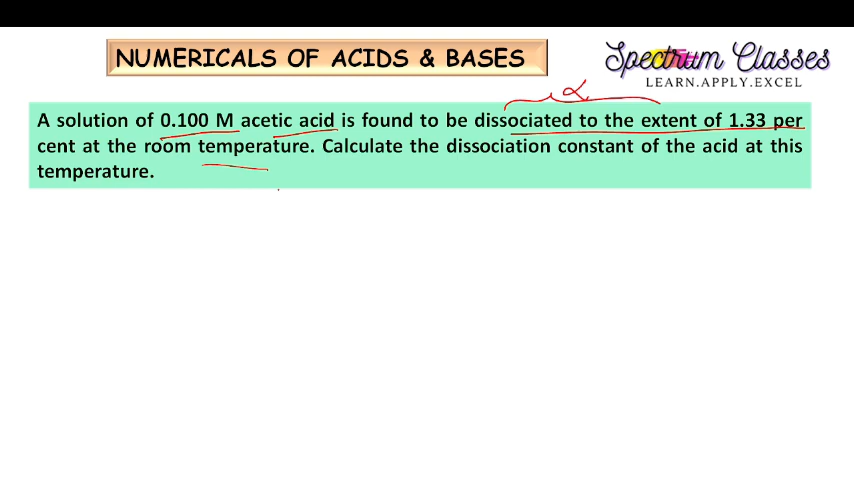 NUMERICALS OF ACIDS & BASES
Spectrum Classes
LEARN.APPLY.EXCEL
α
A solution of 0.100 M acetic acid is found to be dissociated to the extent of 1.33 per
cent at the room temperature. Calculate the dissociation constant of the acid at this
temperature.